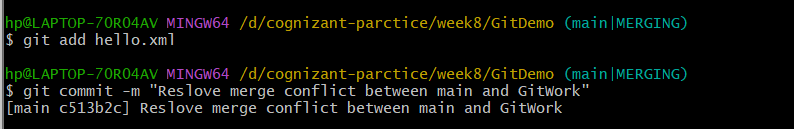 hp@LAPTOP-70RO4AV MINGW64 /d/cognizant-parctice/week8/GitDemo (main|MERGING)
$ git add hello.xml
hp@LAPTOP-70RO4AV MINGW64 /d/cognizant-parctice/week8/GitDemo (main|MERGING)
$ git commit -m "Reslove merge conflict between main and GitWork"
[main c513b2c] Reslove merge conflict between main and GitWork